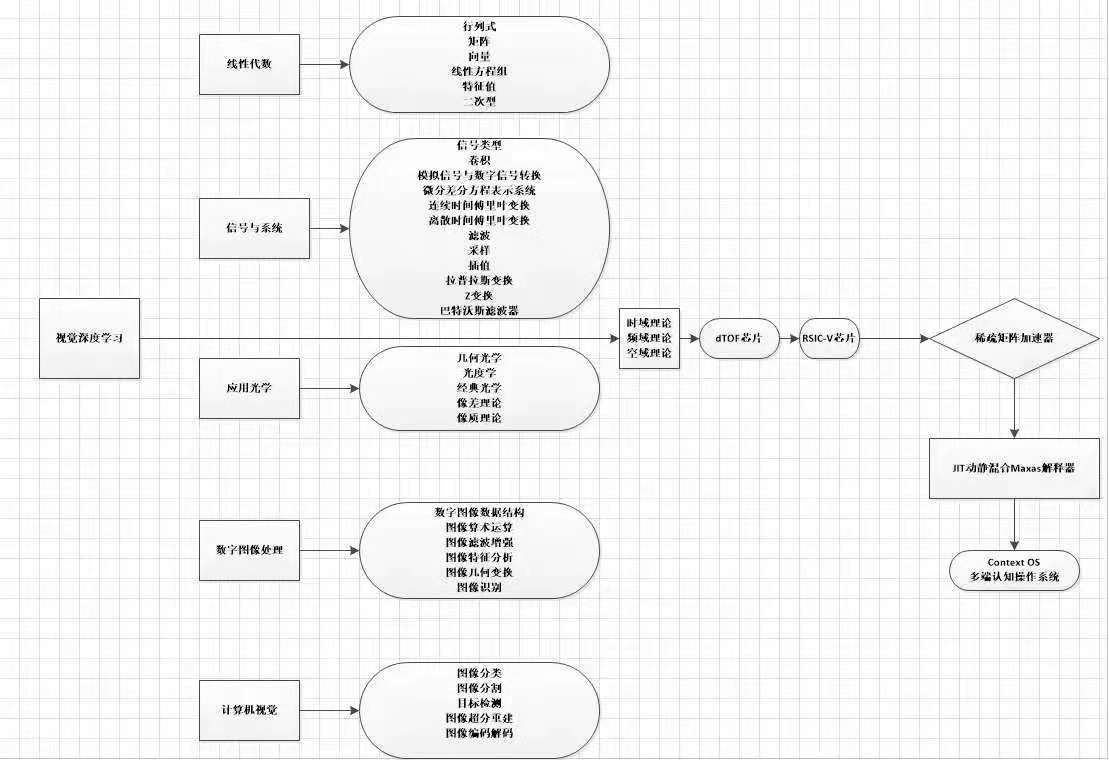 线性代数
行列式
矩阵
向量
线性方程组
特征值
二次型
信号与系统
信号类型
卷积
模拟信号与数字信号转换
微分差分方程表示系统
连续时间傅里叶变换
离散时间傅里叶变换
滤波
采样
插值
拉普拉斯变换
Z变换
巴特沃斯滤波器
视觉深度学习
时域理论
频域理论
空域理论
dTOF芯片
RSIC-V芯片
稀疏矩阵加速器
应用光学
几何光学
光度学
经典光学
像差理论
像质理论
JIT动静混合Maxas解释器
数字图像处理
数字图像数据结构
图像算术运算
图像滤波增强
图像特征分析
图像几何变换
图像识别
Context OS
多端认知操作系统
计算机视觉
图像分类
图像分割
目标检测
图像超分重建
图像编码解码